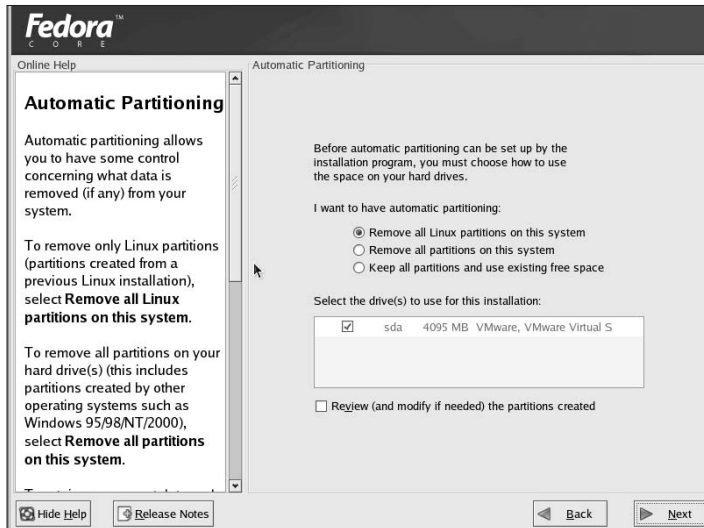 Fedora™
CORE
Online Help
Automatic Partitioning
Automatic partitioning allows
you to have some control
concerning what data is
removed (if any) from your
system.
To remove only Linux partitions
(partitions created from a
previous Linux installation),
select Remove all Linux
partitions on this system.
To remove all partitions on your
hard drive(s) (this includes
partitions created by other
operating systems such as
Windows 95/98/NT/2000),
select Remove all partitions
on this system.
Automatic Partitioning
Before automatic partitioning can be set up by the
installation program, you must choose how to use
the space on your hard drives.
I want to have automatic partitioning:
Remove all Linux partitions on this system
Remove all partitions on this system
Keep all partitions and use existing free space
Select the drive(s) to use for this installation:
sda 4095 MB VMware, VMware Virtual S
Review (and modify if needed) the partitions created
Hide Help
Release Notes
Back
Next